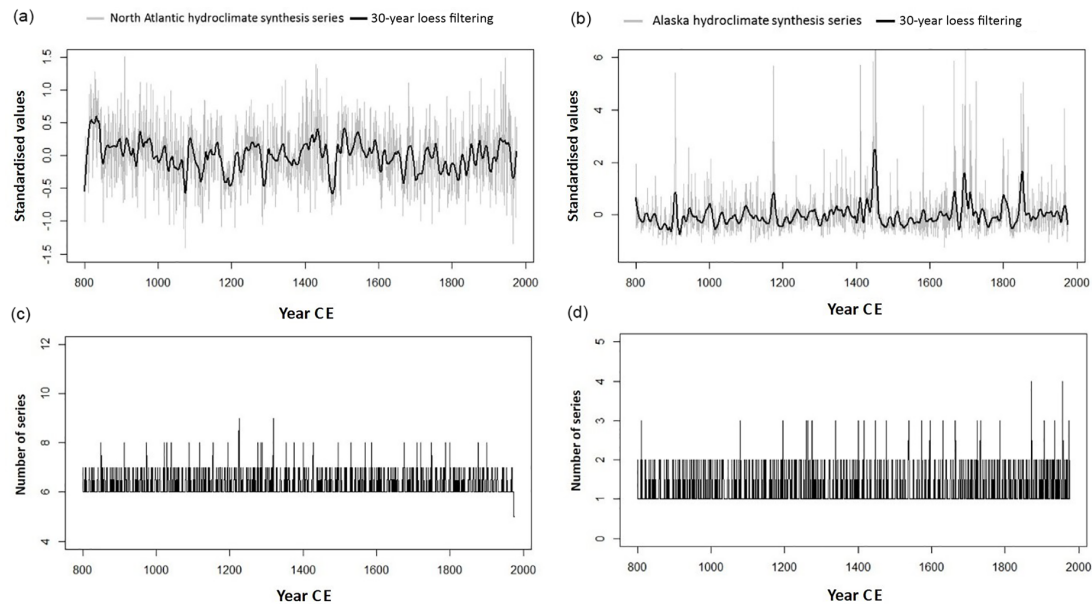 (a) North Atlantic hydroclimate synthesis series 30-year loess filtering
Standardised values
1.5
1.0
0.5
0.0
-0.5
-1.0
-1.5
800 1000 1200 1400 1600 1800 2000
Year CE
(b) Alaska hydroclimate synthesis series 30-year loess filtering
Standardised values
6
4
2
0
800 1000 1200 1400 1600 1800 2000
Year CE
(c)
Number of series
12
10
8
6
4
800 1000 1200 1400 1600 1800 2000
Year CE
(d)
Number of series
5
4
3
2
1
0
800 1000 1200 1400 1600 1800 2000
Year CE